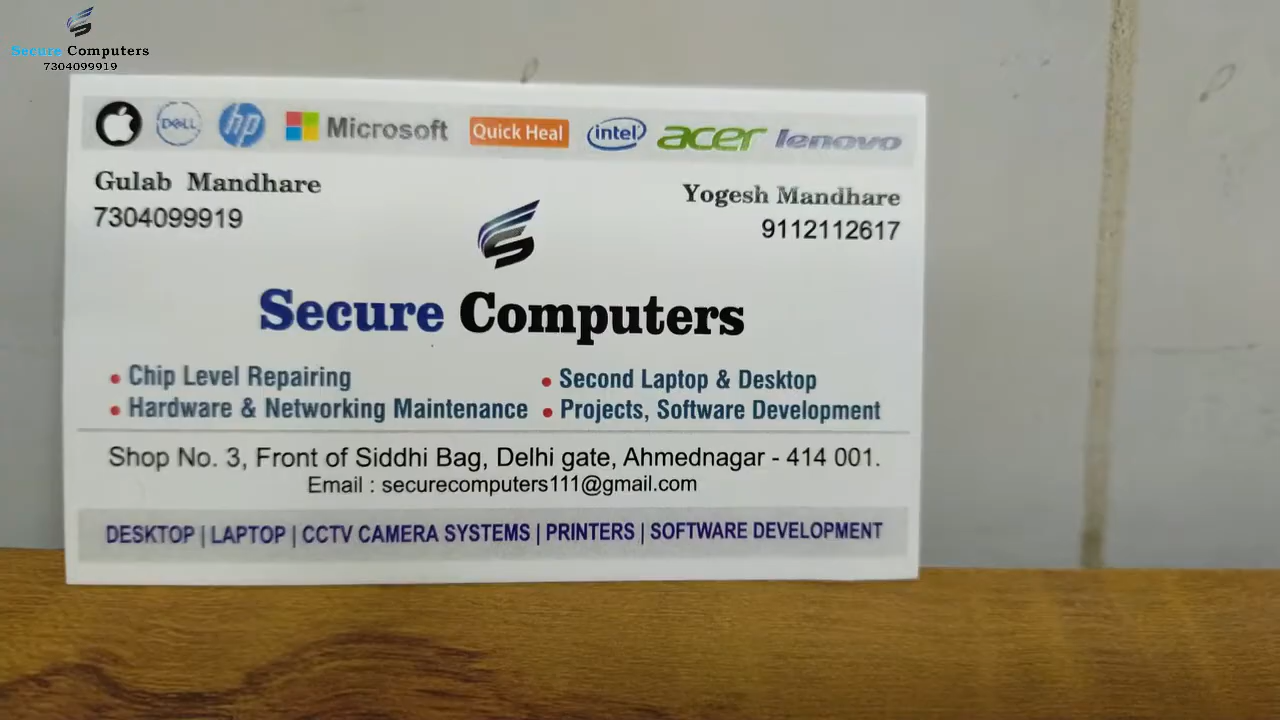 Secure Computers
7304099919
DELL hp Microsoft Quick Heal intel acer lenovo
Gulab Mandhare
7304099919
Yogesh Mandhare
9112112617
Secure Computers
• Chip Level Repairing
• Second Laptop & Desktop
• Hardware & Networking Maintenance
• Projects, Software Development
Shop No. 3, Front of Siddhi Bag, Delhi gate, Ahmednagar - 414 001.
Email : securecomputers111@gmail.com
DESKTOP | LAPTOP | CCTV CAMERA SYSTEMS | PRINTERS | SOFTWARE DEVELOPMENT